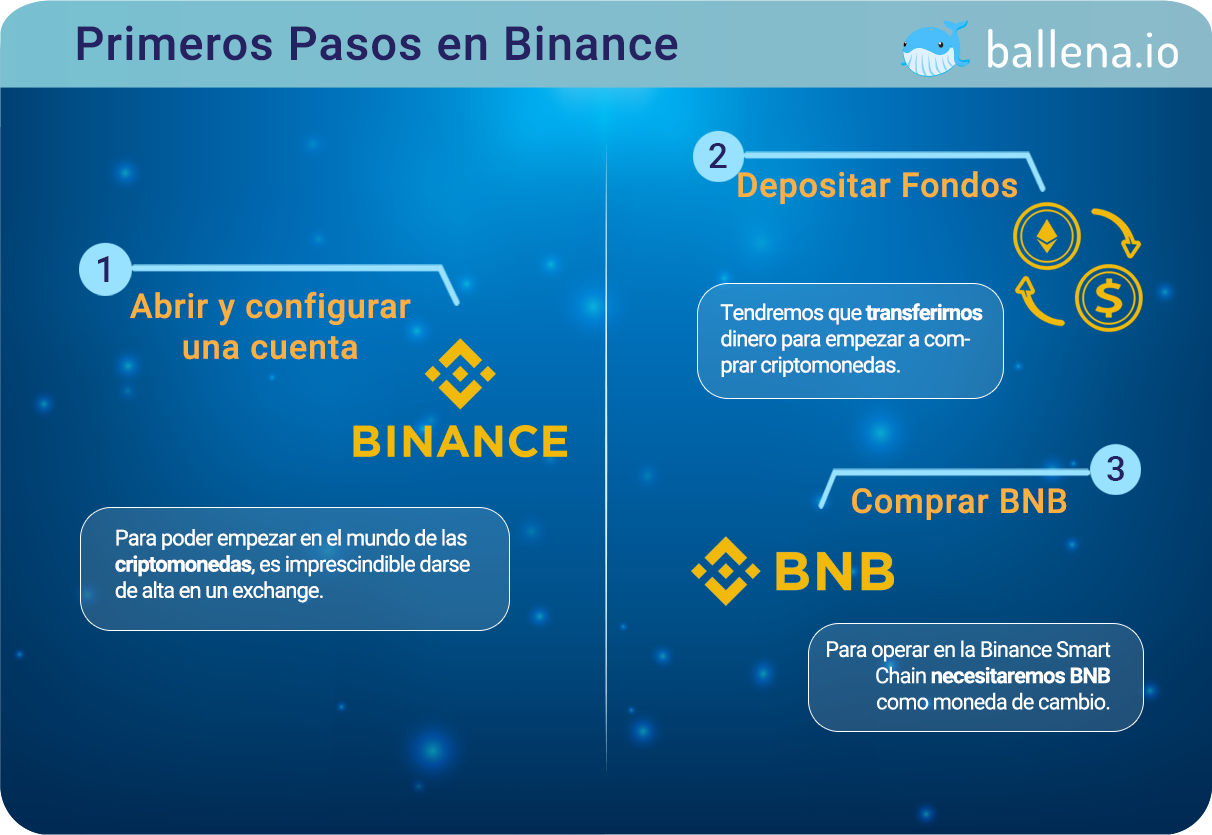 Primeros Pasos en Binance
ballena.io
1
Abrir y configurar
una cuenta
BINANCE
Para poder empezar en el mundo de las
criptomonedas, es imprescindible darse
de alta en un exchange.
2
Depositar Fondos
$
Tendremos que transferirnos
dinero para empezar a com-
prar criptomonedas.
3
Comprar BNB
BNB
Para operar en la Binance Smart
Chain necesitaremos BNB
como moneda de cambio.